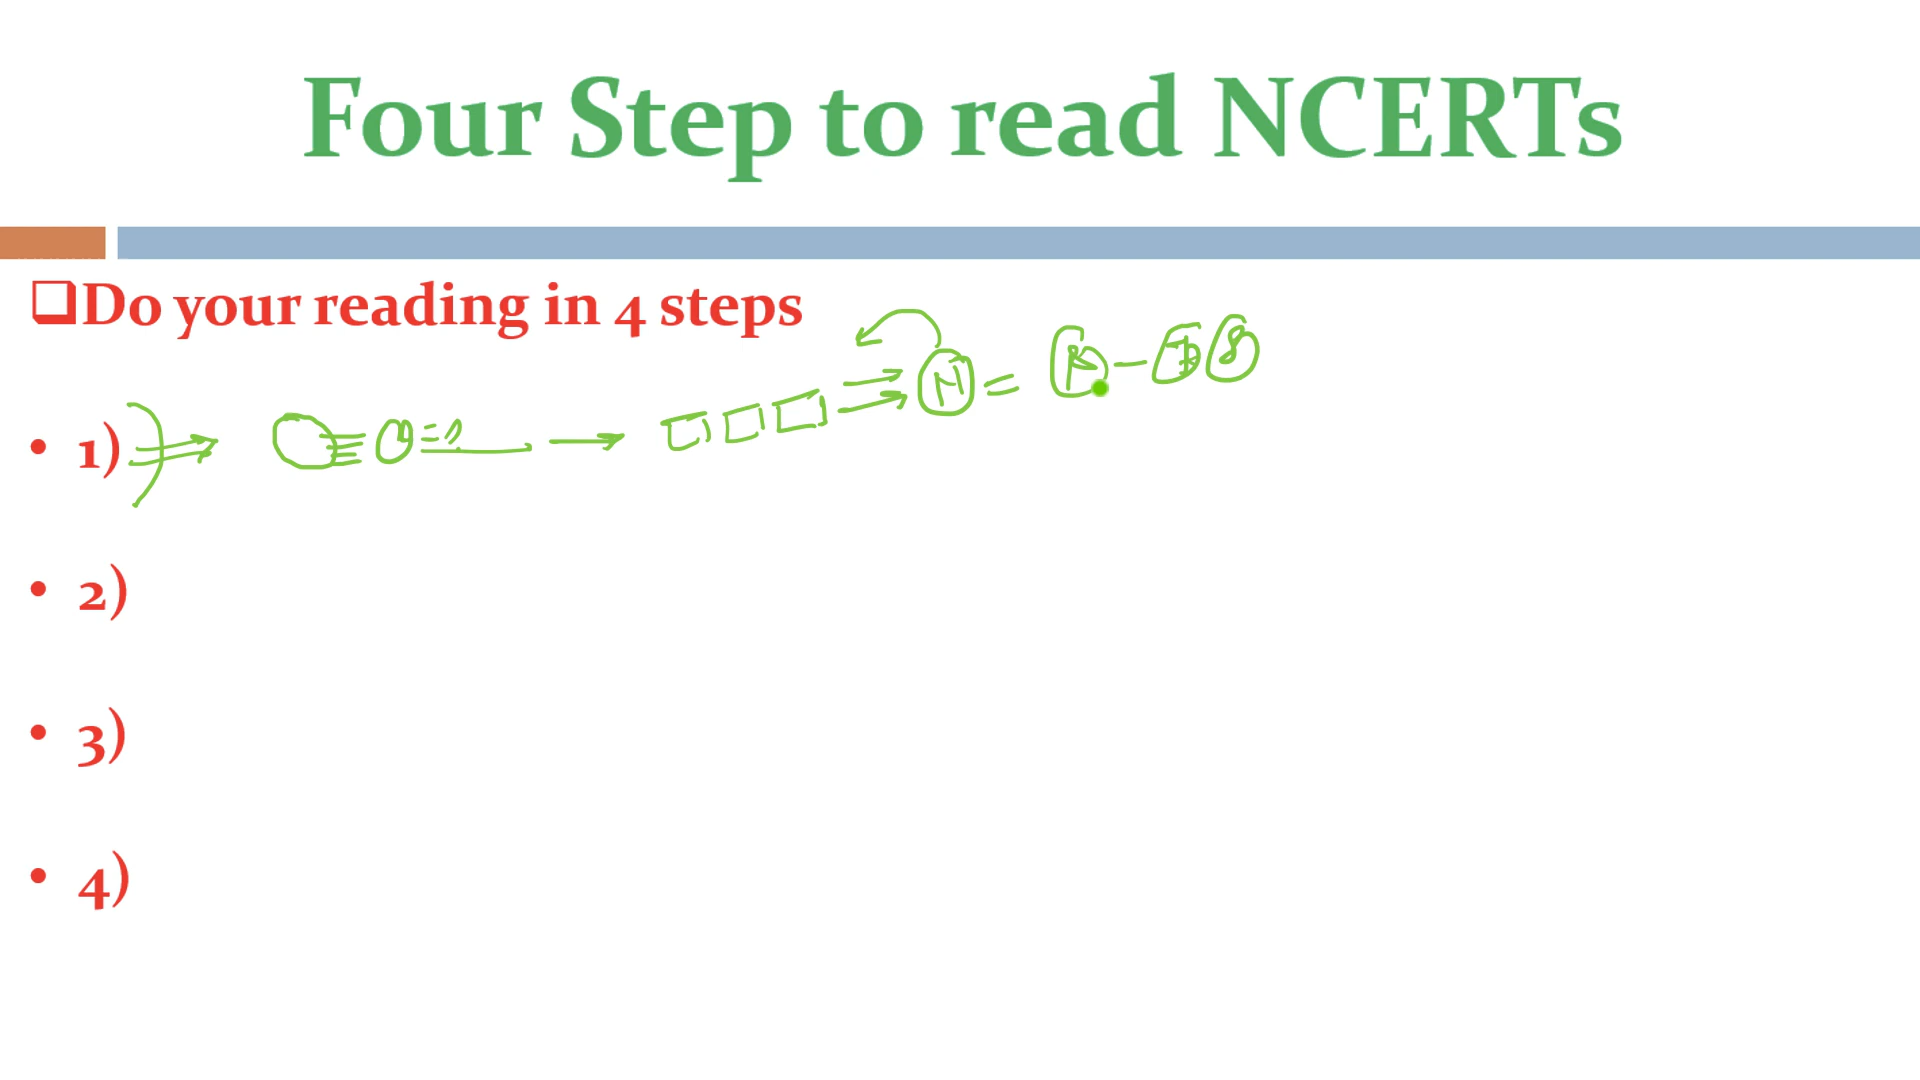 Four Step to read NCERTs
❑Do your reading in 4 steps
N =
• 1)
• 2)
• 3)
• 4)